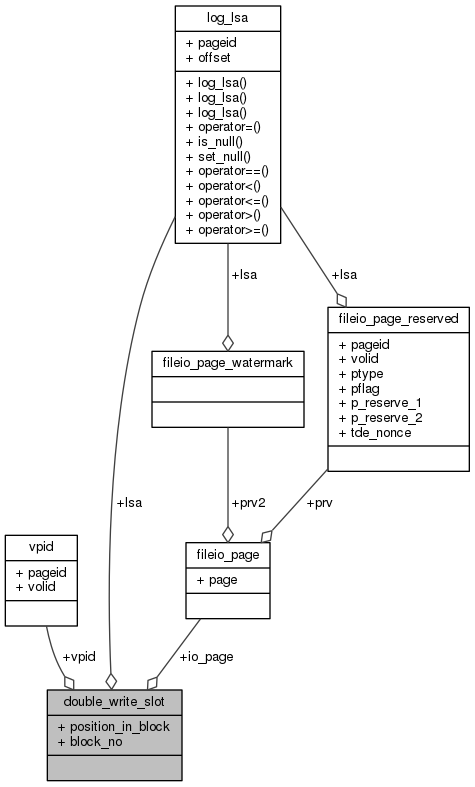 log_lsa
+ pageid
+ offset
+ log_lsa()
+ log_lsa()
+ log_lsa()
+ operator=()
+ is_null()
+ set_null()
+ operator==()
+ operator<()
+ operator<=()
+ operator>()
+ operator>=()
+lsa
+lsa
fileio_page_reserved
+ pageid
+ volid
+ ptype
+ pflag
+ p_reserve_1
+ p_reserve_2
+ tde_nonce
fileio_page_watermark
+lsa
+prv2
+prv
vpid
+ pageid
+ volid
fileio_page
+ page
+vpid
+io_page
double_write_slot
+ position_in_block
+ block_no